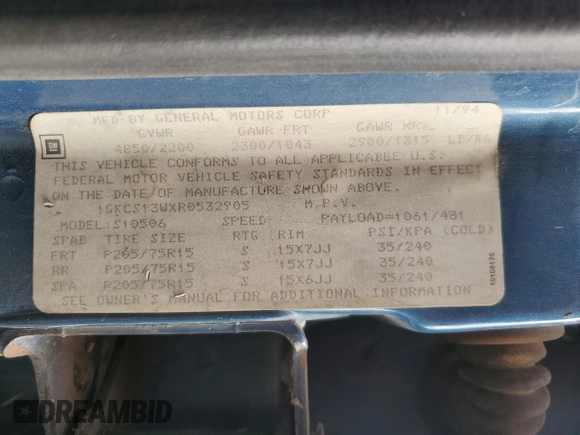 MFD BY GENERAL MOTORS CORP 11/94
GVWR GAWR FRT GAWR RR
GM 4850/2200 2300/1043 2900/1315 LB/KG
THIS VEHICLE CONFORMS TO ALL APPLICABLE U.S.
FEDERAL MOTOR VEHICLE SAFETY STANDARDS IN EFFECT
ON THE DATE OF MANUFACTURE SHOWN ABOVE.
1GKCS13WXR0532905 M.P.V.
MODEL: S10506 SPEED PAYLOAD=1061/481
SPAB TIRE SIZE RTG RIM PSI/KPA (COLD)
FRT P205/75R15 S 15X7JJ 35/240
RR P205/75R15 S 15X7JJ 35/240
SPA P205/75R15 S 15X6JJ 35/240
SEE OWNER'S MANUAL FOR ADDITIONAL INFORMATION
DREAMBID